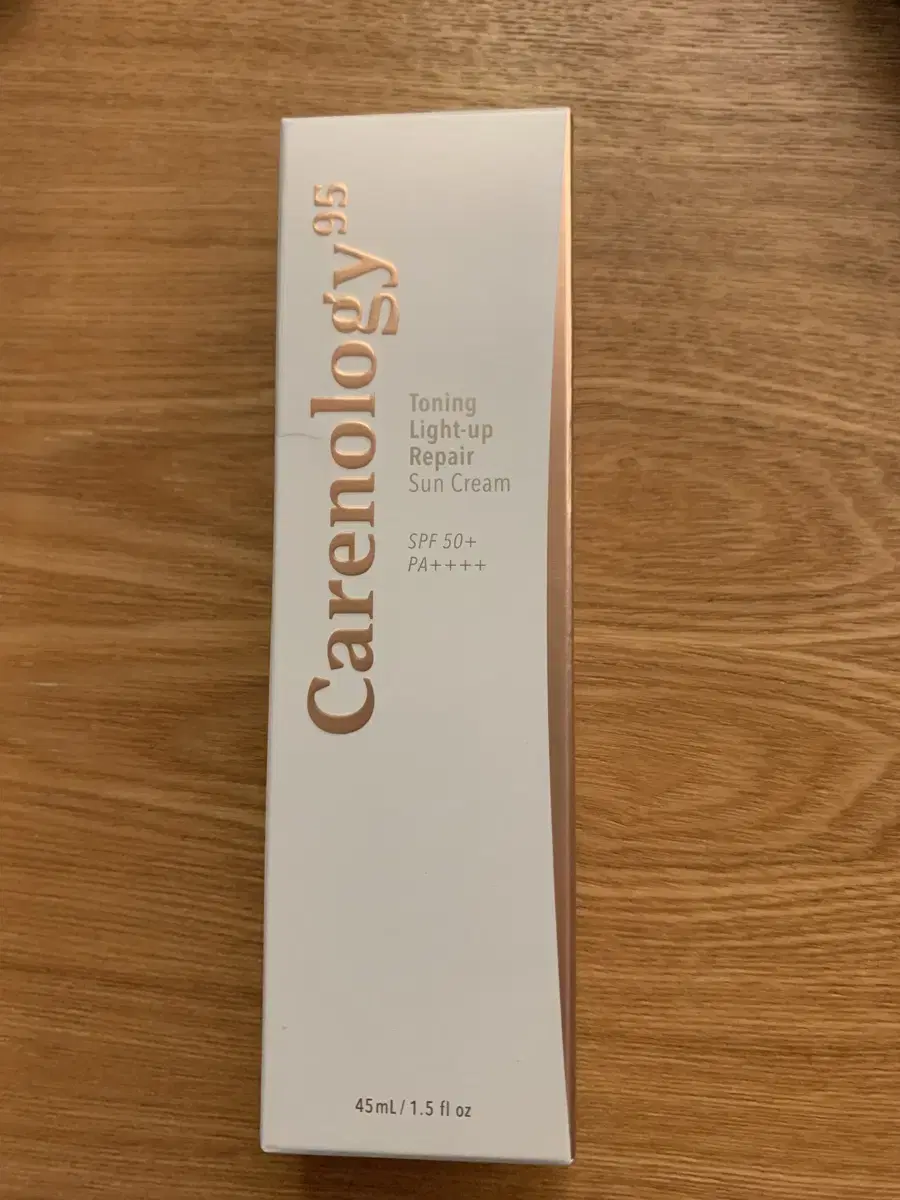 Carenology95
Toning
Light-up
Repair
Sun Cream
SPF 50+
PA++++
45mL / 1.5 fl oz